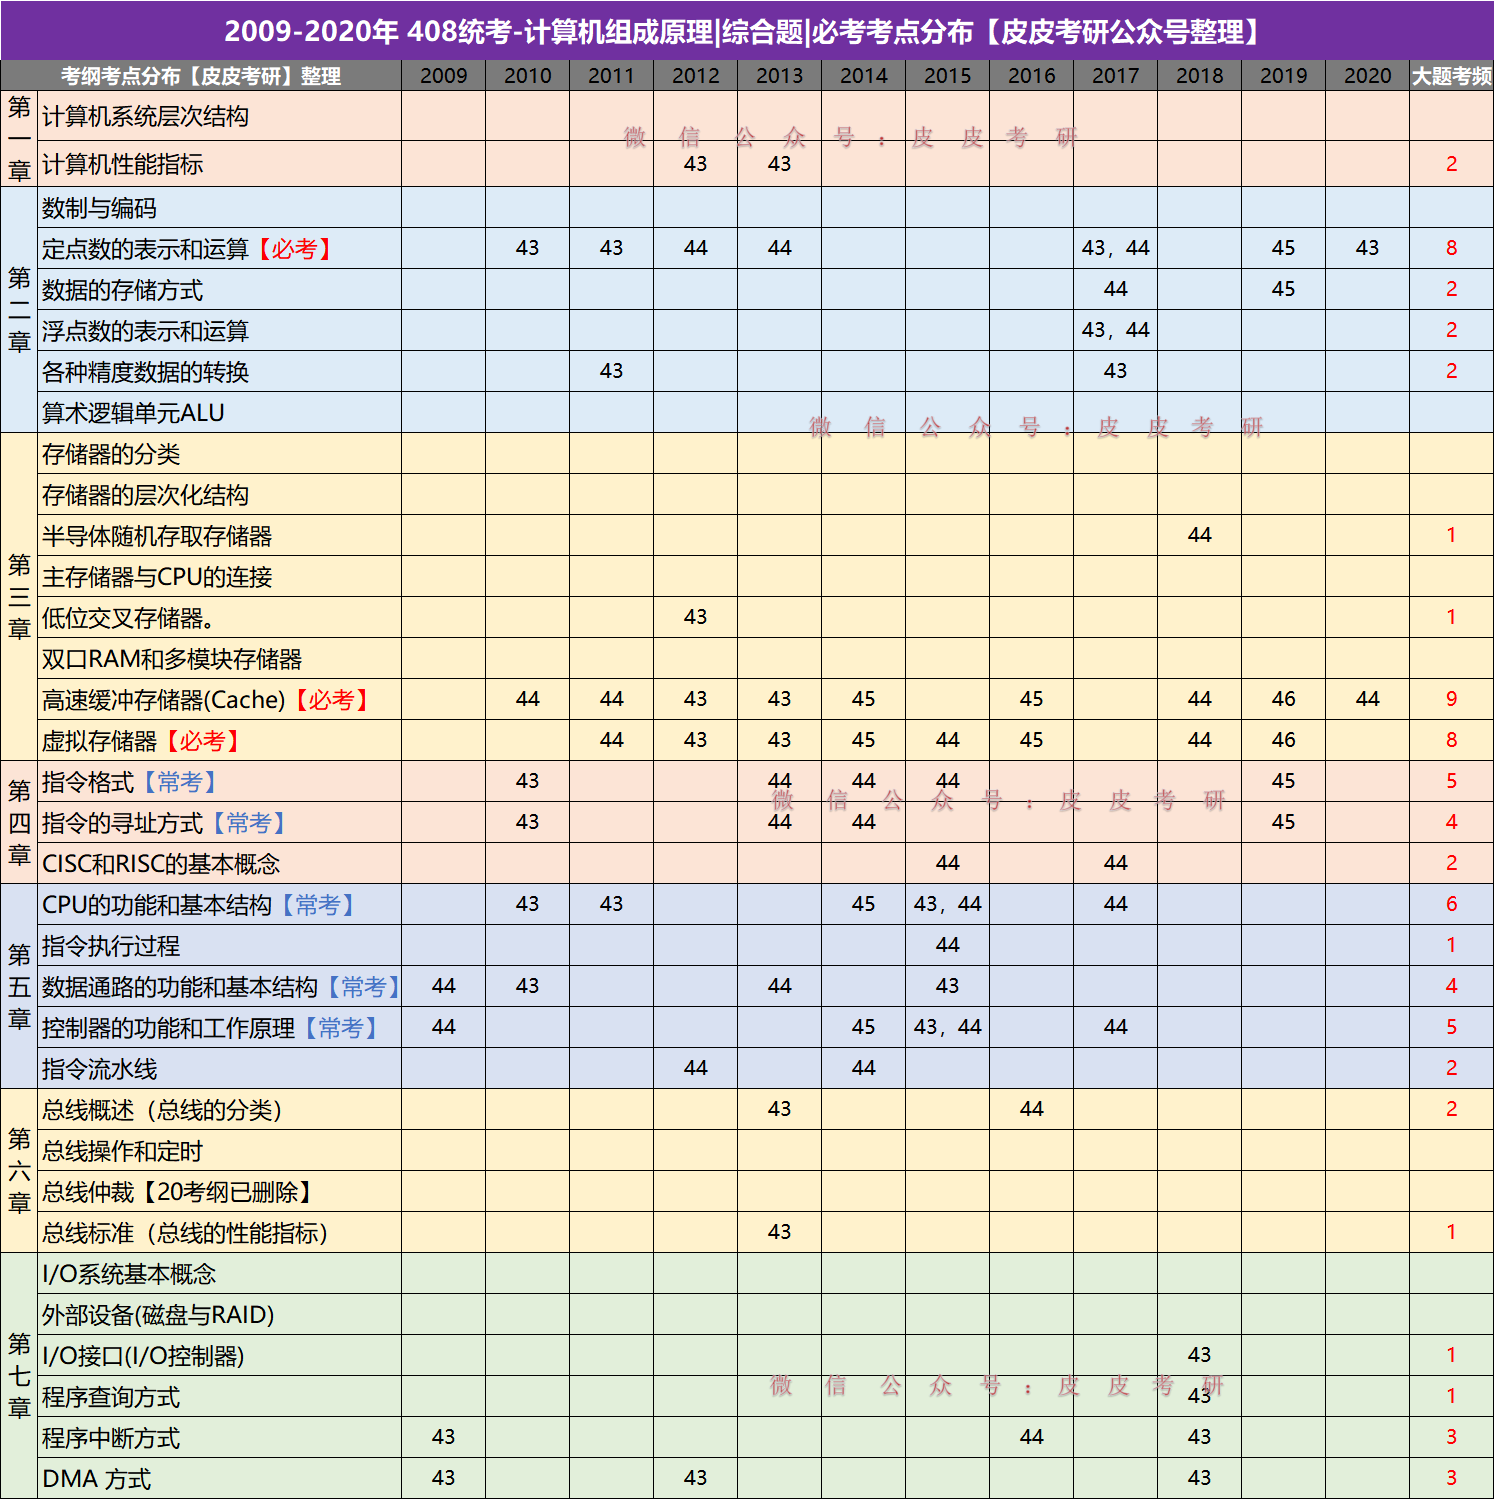 2009-2020年 408统考-计算机组成原理|综合题|必考考点分布【皮皮考研公众号整理】
考纲考点分布【皮皮考研】整理 2009 2010 2011 2012 2013 2014 2015 2016 2017 2018 2019 2020 大题考频
第一章
计算机系统层次结构
微信公众号：皮皮考研
计算机性能指标 43 43 2
第二章
数制与编码
定点数的表示和运算【必考】 43 43 44 44 43，44 45 43 8
数据的存储方式 44 45 2
浮点数的表示和运算 43，44 2
各种精度数据的转换 43 43 2
算术逻辑单元ALU
微信公众号：皮皮考研
第三章
存储器的分类
存储器的层次化结构
半导体随机存取存储器 44 1
主存储器与CPU的连接
低位交叉存储器。 43 1
双口RAM和多模块存储器
高速缓冲存储器(Cache)【必考】 44 44 43 43 45 45 44 46 44 9
虚拟存储器【必考】 44 43 43 45 44 45 44 46 8
第四章
指令格式【常考】 43 44 44 44 45 5
微信公众号：皮皮考研
指令的寻址方式【常考】 43 44 44 45 4
CISC和RISC的基本概念 44 44 2
第五章
CPU的功能和基本结构【常考】 43 43 45 43，44 44 6
指令执行过程 44 1
数据通路的功能和基本结构【常考】 44 43 44 43 4
控制器的功能和工作原理【常考】 44 45 43，44 44 5
指令流水线 44 44 2
第六章
总线概述（总线的分类） 43 44 2
总线操作和定时
总线仲裁【20考纲已删除】
总线标准（总线的性能指标） 43 1
第七章
I/O系统基本概念
外部设备(磁盘与RAID)
I/O接口(I/O控制器) 43 1
微信公众号：皮皮考研
程序查询方式 43 1
程序中断方式 43 44 43 3
DMA 方式 43 43 43 3